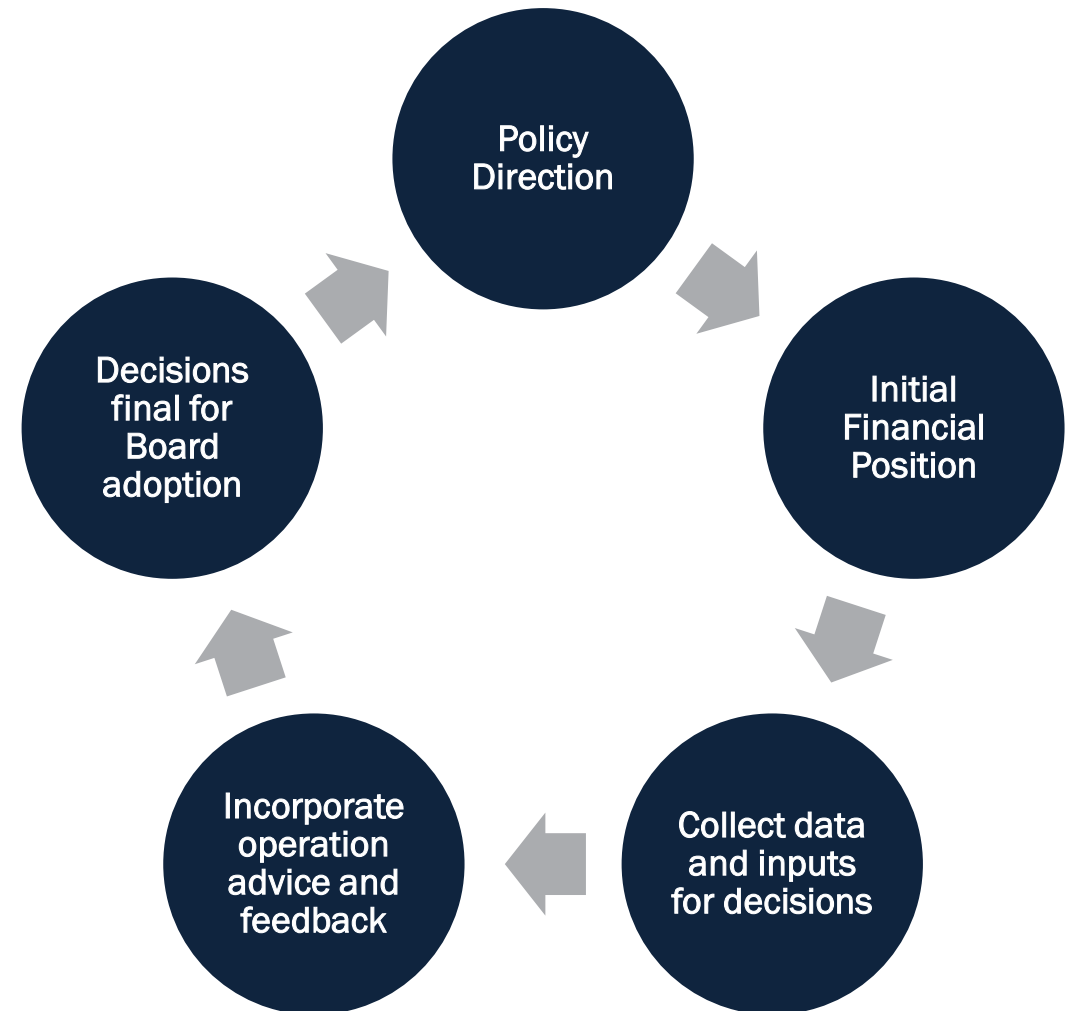 Policy
Direction
Initial
Financial
Position
Collect data
and inputs
for decisions
Incorporate
operation
advice and
feedback
Decisions
final for
Board
adoption